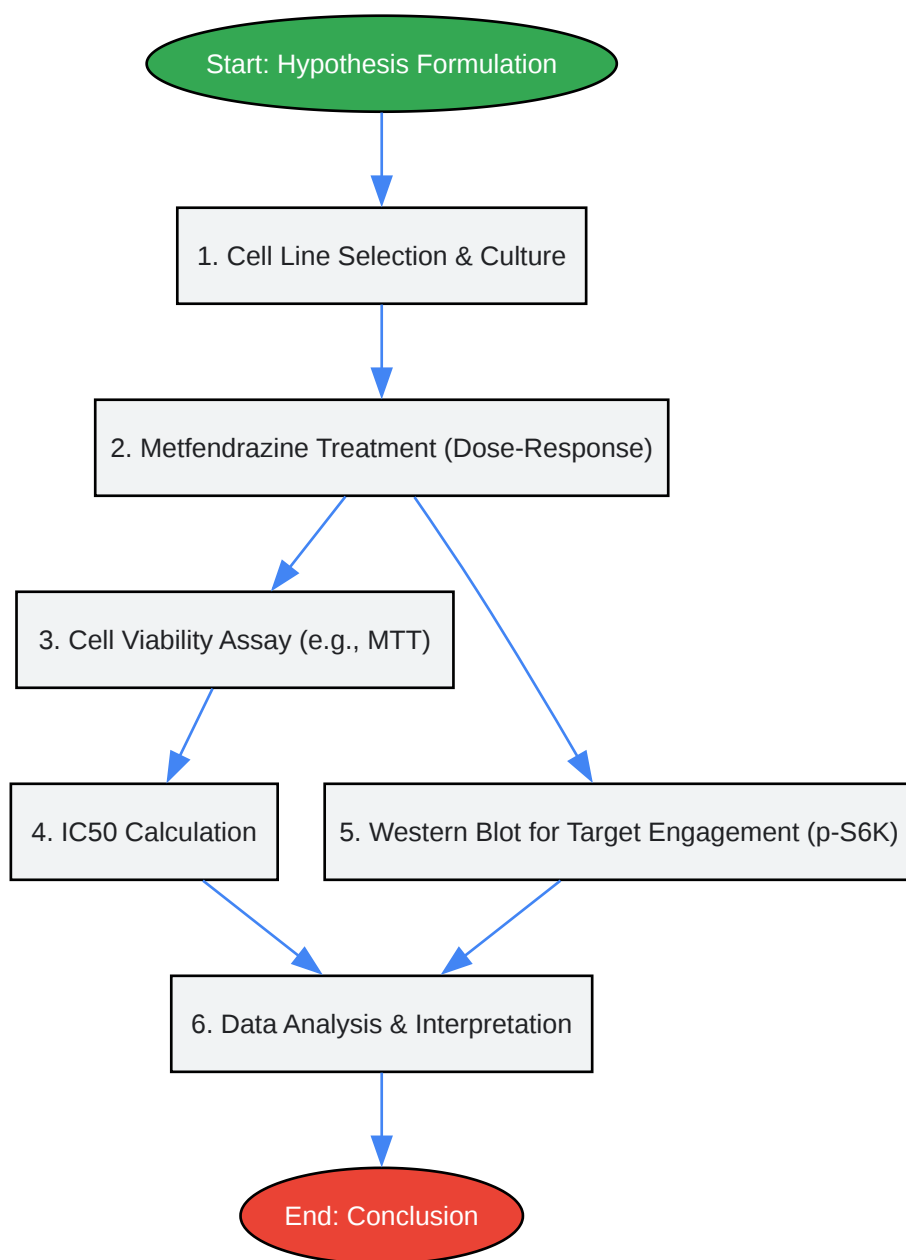 Start: Hypothesis Formulation
1. Cell Line Selection & Culture
2. Metfendrazine Treatment (Dose-Response)
3. Cell Viability Assay (e.g., MTT)
4. IC50 Calculation
5. Western Blot for Target Engagement (p-S6K)
6. Data Analysis & Interpretation
End: Conclusion